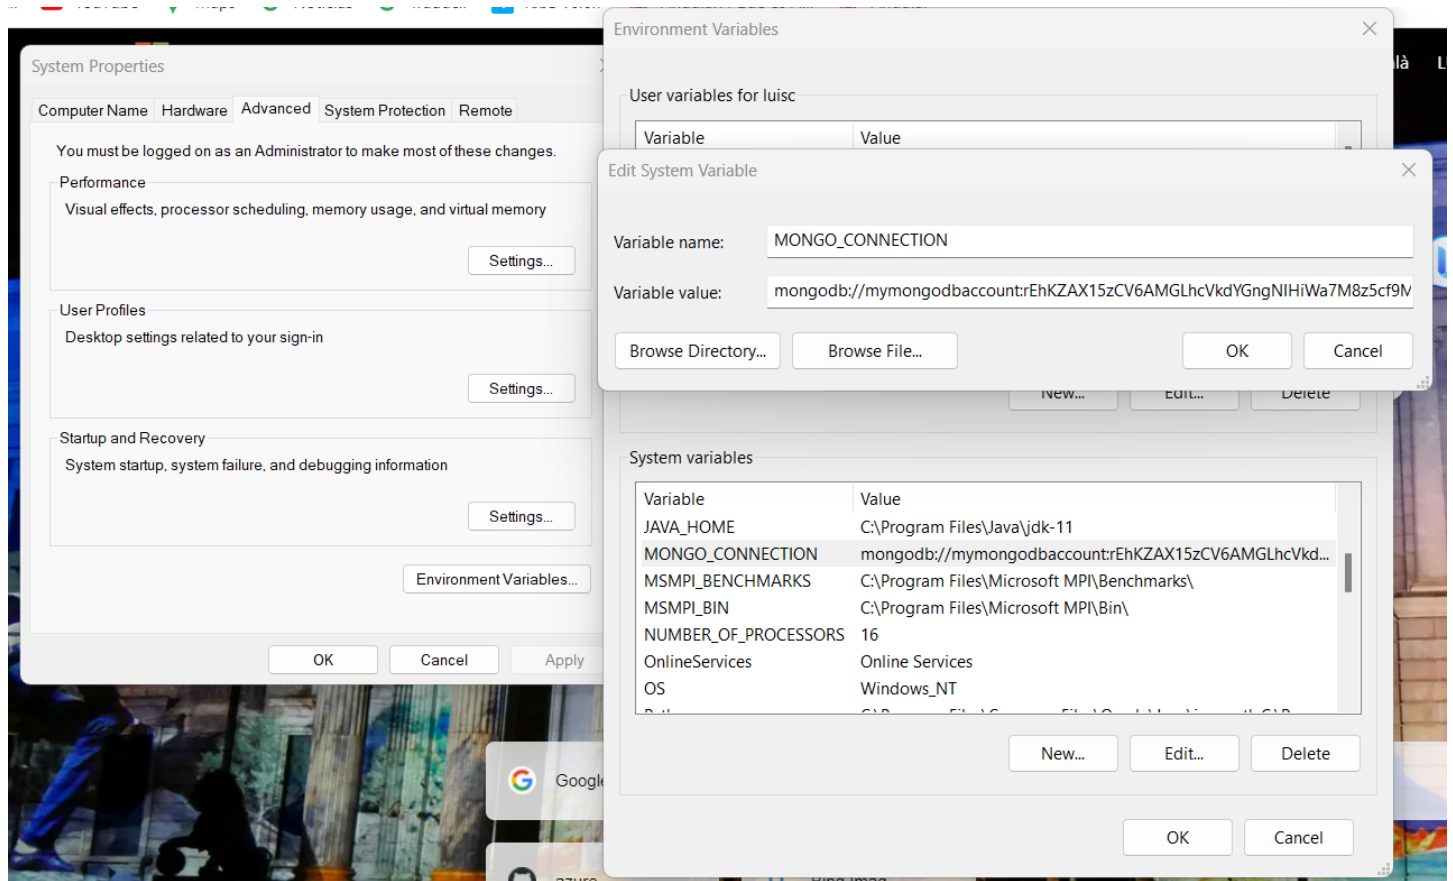 System Properties
Computer Name Hardware Advanced System Protection Remote
You must be logged on as an Administrator to make most of these changes.
Performance
Visual effects, processor scheduling, memory usage, and virtual memory
Settings...
User Profiles
Desktop settings related to your sign-in
Settings...
Startup and Recovery
System startup, system failure, and debugging information
Settings...
Environment Variables...
OK Cancel Apply
Environment Variables
User variables for luisc
Variable Value
Edit System Variable
Variable name: MONGO_CONNECTION
Variable value: mongodb://mymongodbaccount:rEhKZAX15zCV6AMGLhcVkdYGngNIHiWa7M8z5cf9M
Browse Directory... Browse File... OK Cancel
New... Edit... Delete
System variables
Variable Value
JAVA_HOME C:\Program Files\Java\jdk-11
MONGO_CONNECTION mongodb://mymongodbaccount:rEhKZAX15zCV6AMGLhcVkd...
MSMPI_BENCHMARKS C:\Program Files\Microsoft MPI\Benchmarks\
MSMPI_BIN C:\Program Files\Microsoft MPI\Bin\
NUMBER_OF_PROCESSORS 16
OnlineServices Online Services
OS Windows_NT
New... Edit... Delete
OK Cancel
Google